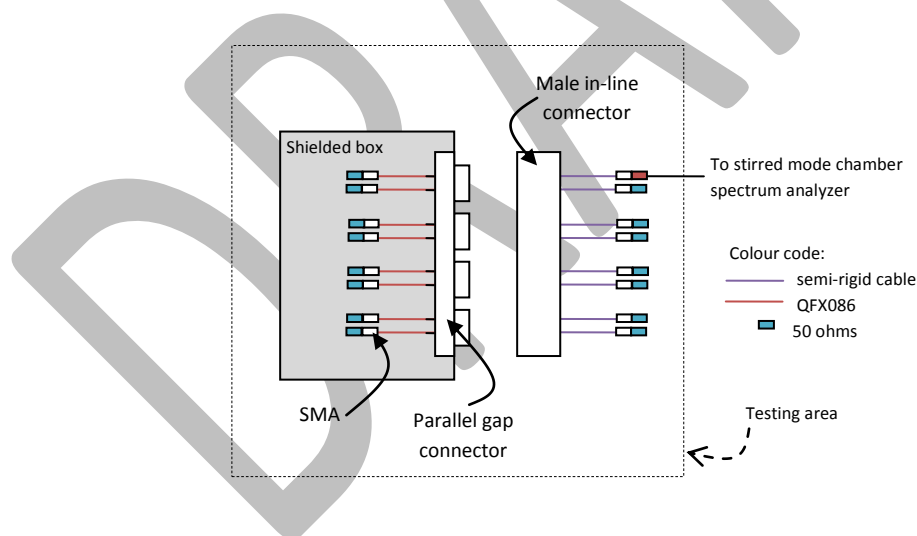 Male in-line
connector
Shielded box
To stirred mode chamber
spectrum analyzer
Colour code:
semi-rigid cable
QFX086
50 ohms
SMA
Parallel gap
connector
Testing area
DRA